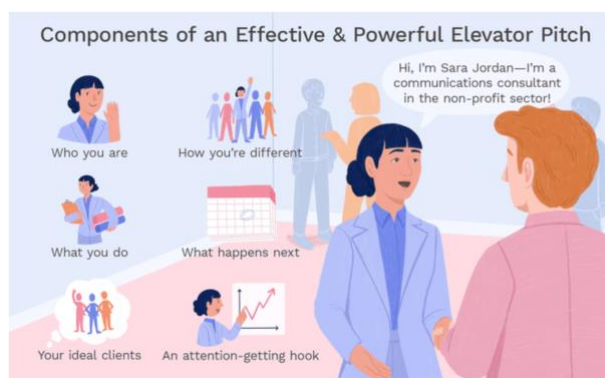 Components of an Effective & Powerful Elevator Pitch
Hi, I'm Sara Jordan—I'm a
communications consultant
in the non-profit sector!
Who you are
How you're different
What you do
What happens next
Your ideal clients
An attention-getting hook